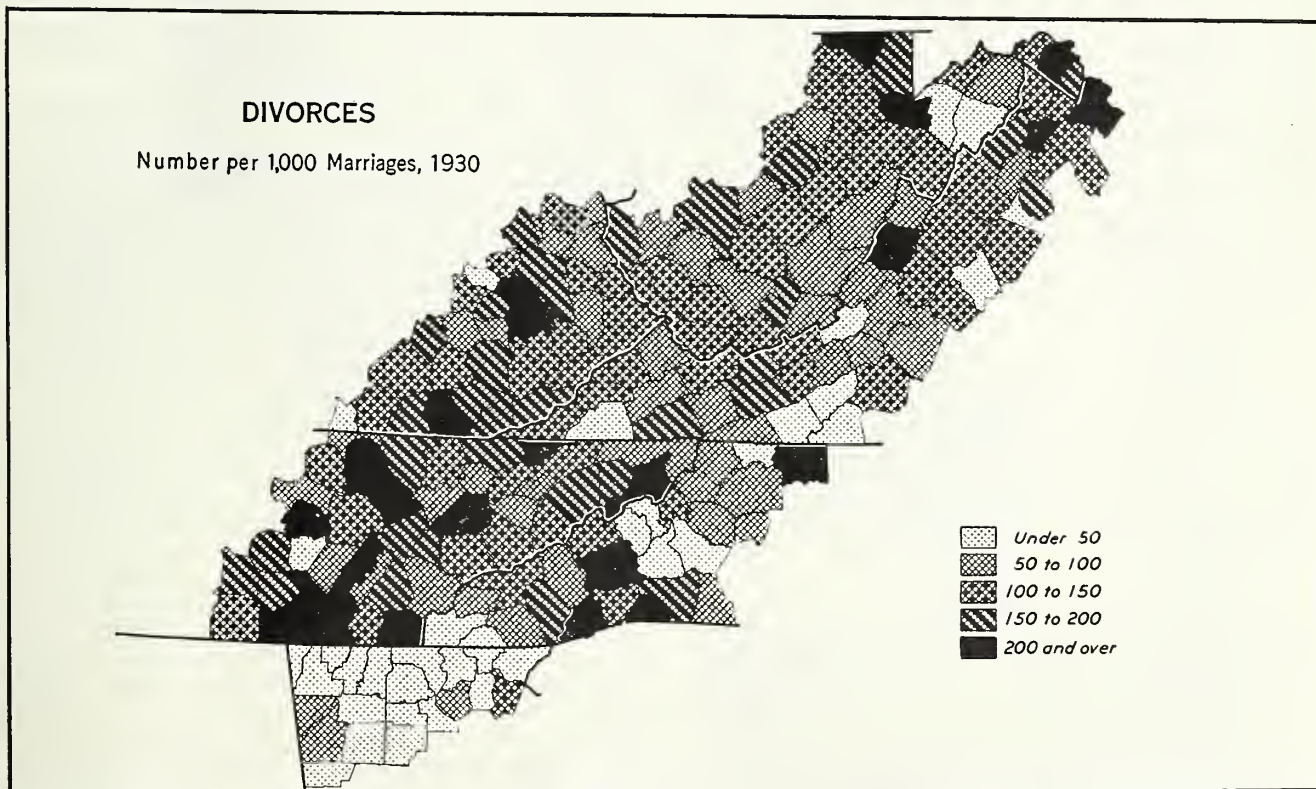 DIVORCES
Number per 1,000 Marriages, 1930
Under 50
50 to 100
100 to 150
150 to 200
200 and over